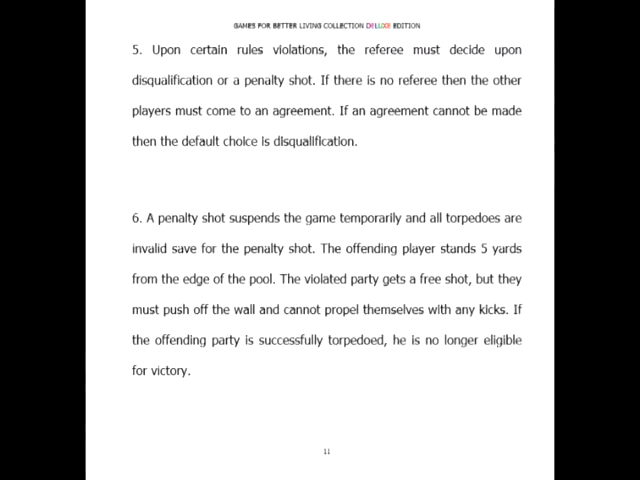 GAMES FOR BETTER LIVING COLLECTION DELUXE EDITION
5. Upon certain rules violations, the referee must decide upon
disqualification or a penalty shot. If there is no referee then the other
players must come to an agreement. If an agreement cannot be made
then the default choice is disqualification.
6. A penalty shot suspends the game temporarily and all torpedoes are
invalid save for the penalty shot. The offending player stands 5 yards
from the edge of the pool. The violated party gets a free shot, but they
must push off the wall and cannot propel themselves with any kicks. If
the offending party is successfully torpedoed, he is no longer eligible
for victory.
11